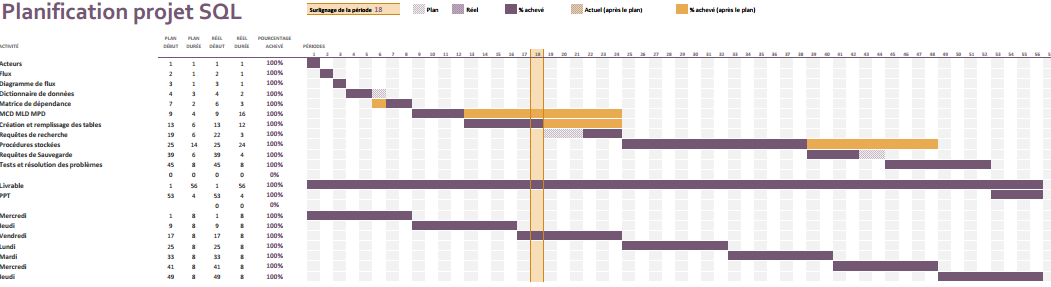 Planification projet SQL
Surlignage de la période 18 Plan Réel % achevé Actuel (après le plan) % achevé (après le plan)
PLAN PLAN RÉEL RÉEL POURCENTAGE
ACTIVITÉ DÉBUT DURÉE DÉBUT DURÉE ACHEVÉ PÉRIODES
1 2 3 4 5 6 7 8 9 10 11 12 13 14 15 16 17 18 19 20 21 22 23 24 25 26 27 28 29 30 31 32 33 34 35 36 37 38 39 40 41 42 43 44 45 46 47 48 49 50 51 52 53 54 55 56
Acteurs 1 1 1 1 100%
Flux 2 1 2 1 100%
Diagramme de flux 3 1 3 1 100%
Dictionnaire de données 4 3 4 2 100%
Matrice de dépendance 7 2 6 3 100%
MCD MLD MPD 9 4 9 16 100%
Création et remplissage des tables 13 6 13 12 100%
Requêtes de recherche 19 6 22 3 100%
Procédures stockées 25 14 25 24 100%
Requêtes de Sauvegarde 39 6 39 4 100%
Tests et résolution des problèmes 45 8 45 8 100%
0 0 0 0 0%
Livrable 1 56 1 56 100%
PPT 53 4 53 4 100%
0 0 0%
Mercredi 1 8 1 8 100%
Jeudi 9 8 9 8 100%
Vendredi 17 8 17 8 100%
Lundi 25 8 25 8 100%
Mardi 33 8 33 8 100%
Mercredi 41 8 41 8 100%
Jeudi 49 8 49 8 100%